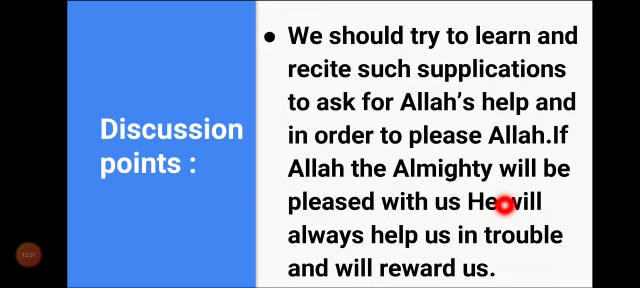 Discussion
points :
● We should try to learn and
recite such supplications
to ask for Allah's help and
in order to please Allah.If
Allah the Almighty will be
pleased with us He will
always help us in trouble
and will reward us.